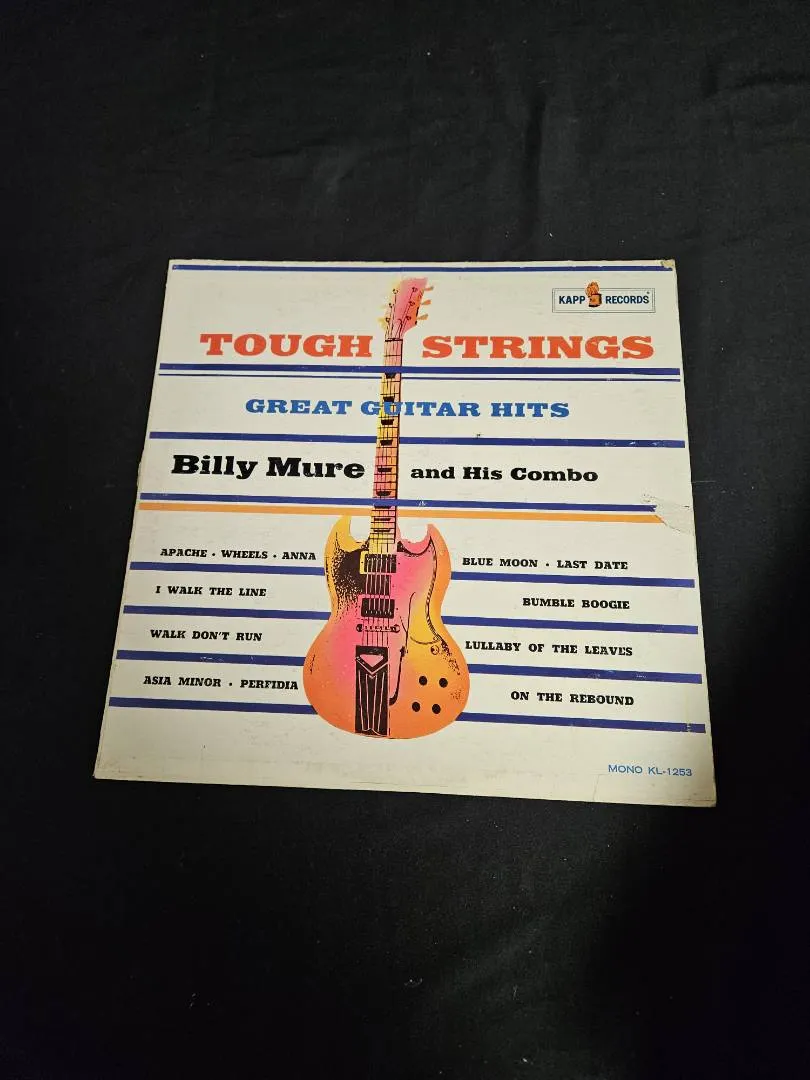 KAPP RECORDS
TOUGH STRINGS
GREAT GUITAR HITS
Billy Mure and His Combo
APACHE • WHEELS • ANNA
I WALK THE LINE
WALK DON'T RUN
ASIA MINOR • PERFIDIA
BLUE MOON • LAST DATE
BUMBLE BOOGIE
LULLABY OF THE LEAVES
ON THE REBOUND
MONO KL-1253